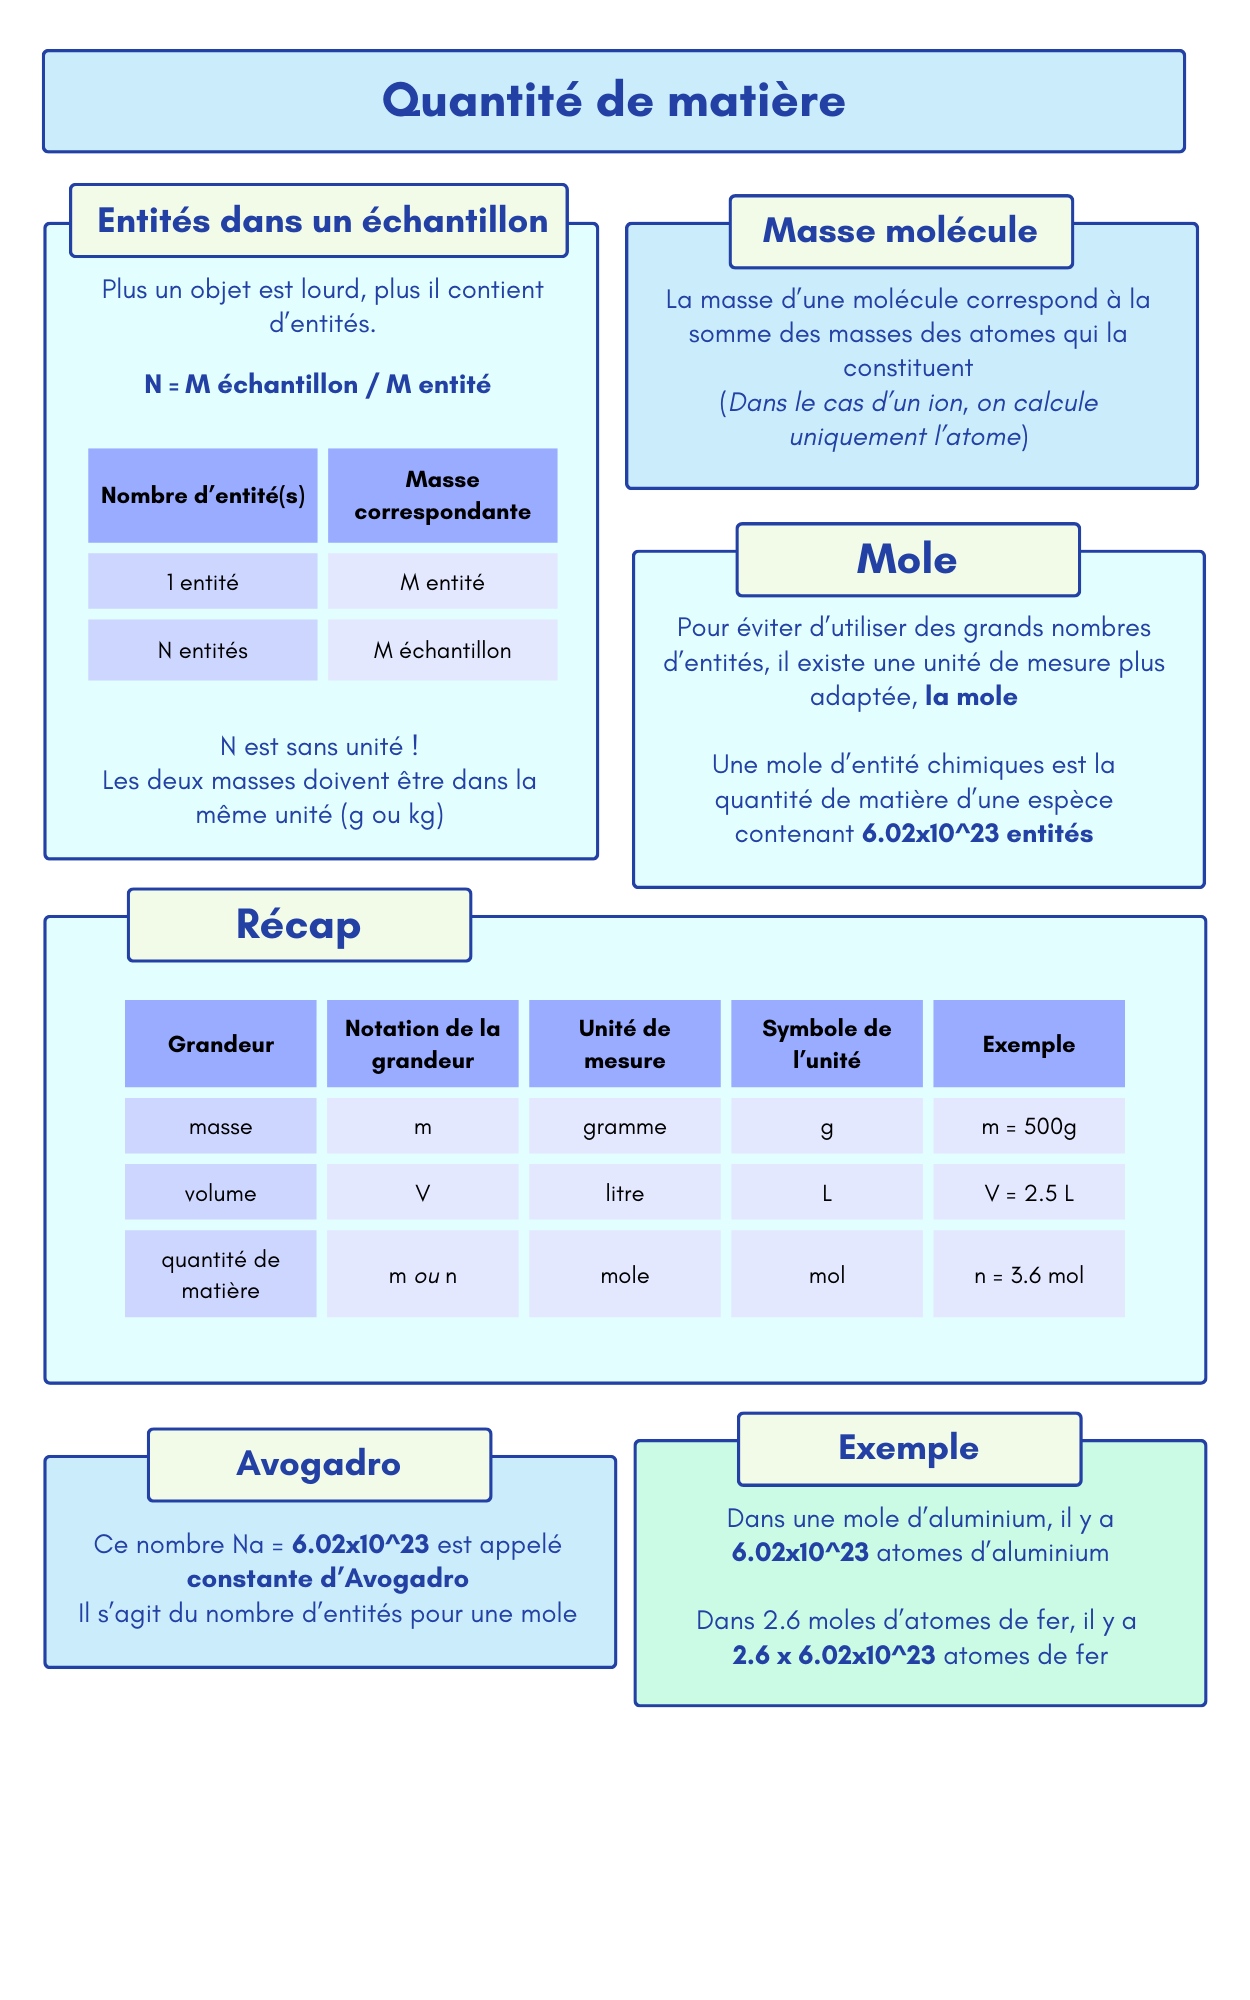 Quantité de matière
Entités dans un échantillon
Plus un objet est lourd, plus il contient
d'entités.
N = M échantillon / M entité
Nombre d'entité(s)
Masse
correspondante
1 entité
M entité
N entités
M échantillon
N est sans unité !
Les deux masses doivent être dans la
même unité (g ou kg)
Masse molécule
La masse d'une molécule correspond à la
somme des masses des atomes qui la
constituent
(Dans le cas d'un ion, on calcule
uniquement l'atome)
Mole
Pour éviter d'utiliser des grands nombres
d'entités, il existe une unité de mesure plus
adaptée, la mole
Une mole d'entité chimiques est la
quantité de matière d'une espèce
contenant 6.02x10^23 entités
Récap
Grandeur
Notation de la
grandeur
Unité de
mesure
Symbole de
l'unité
Exemple
masse
m
gramme
g
m = 500g
volume
V
litre
L
V = 2.5 L
quantité de
matière
m ou n
mole
mol
n = 3.6 mol
Avogadro
Ce nombre Na = 6.02x10^23 est appelé
constante d'Avogadro
Il s'agit du nombre d'entités pour une mole
Exemple
Dans une mole d'aluminium, il y a
6.02x10^23 atomes d'aluminium
Dans 2.6 moles d'atomes de fer, il y a
2.6 x 6.02x10^23 atomes de fer